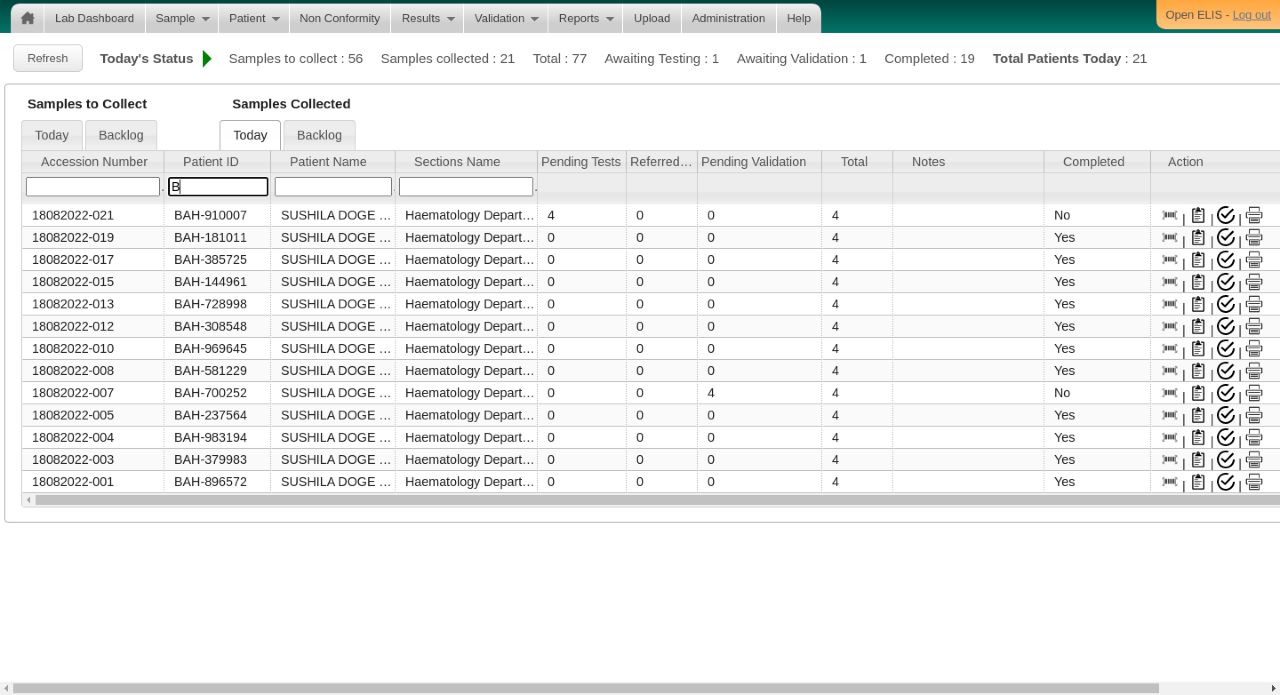 Lab Dashboard Sample Patient Non Conformity Results Validation Reports Upload Administration Help Open ELIS - Log out
Refresh Today's Status Samples to collect : 56 Samples collected : 21 Total : 77 Awaiting Testing : 1 Awaiting Validation : 1 Completed : 19 Total Patients Today : 21
Samples to Collect Samples Collected
Today Backlog Today Backlog
Accession Number Patient ID Patient Name Sections Name Pending Tests Referred... Pending Validation Total Notes Completed Action
B
18082022-021 BAH-910007 SUSHILA DOGE ... Haematology Depart... 4 0 0 4 No | | |
18082022-019 BAH-181011 SUSHILA DOGE ... Haematology Depart... 0 0 0 4 Yes | | |
18082022-017 BAH-385725 SUSHILA DOGE ... Haematology Depart... 0 0 0 4 Yes | | |
18082022-015 BAH-144961 SUSHILA DOGE ... Haematology Depart... 0 0 0 4 Yes | | |
18082022-013 BAH-728998 SUSHILA DOGE ... Haematology Depart... 0 0 0 4 Yes | | |
18082022-012 BAH-308548 SUSHILA DOGE ... Haematology Depart... 0 0 0 4 Yes | | |
18082022-010 BAH-969645 SUSHILA DOGE ... Haematology Depart... 0 0 0 4 Yes | | |
18082022-008 BAH-581229 SUSHILA DOGE ... Haematology Depart... 0 0 0 4 Yes | | |
18082022-007 BAH-700252 SUSHILA DOGE ... Haematology Depart... 0 0 4 4 No | | |
18082022-005 BAH-237564 SUSHILA DOGE ... Haematology Depart... 0 0 0 4 Yes | | |
18082022-004 BAH-983194 SUSHILA DOGE ... Haematology Depart... 0 0 0 4 Yes | | |
18082022-003 BAH-379983 SUSHILA DOGE ... Haematology Depart... 0 0 0 4 Yes | | |
18082022-001 BAH-896572 SUSHILA DOGE ... Haematology Depart... 0 0 0 4 Yes | | |